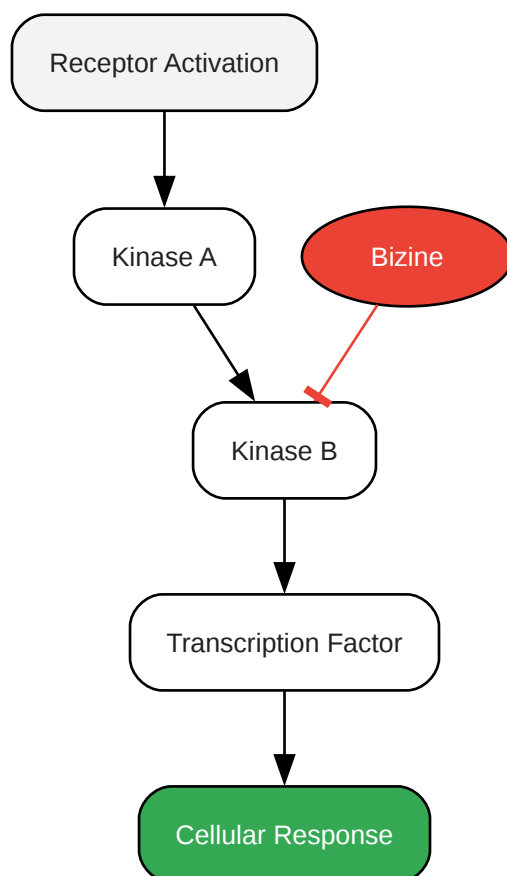 Receptor Activation
Kinase A
Bizine
Kinase B
Transcription Factor
Cellular Response